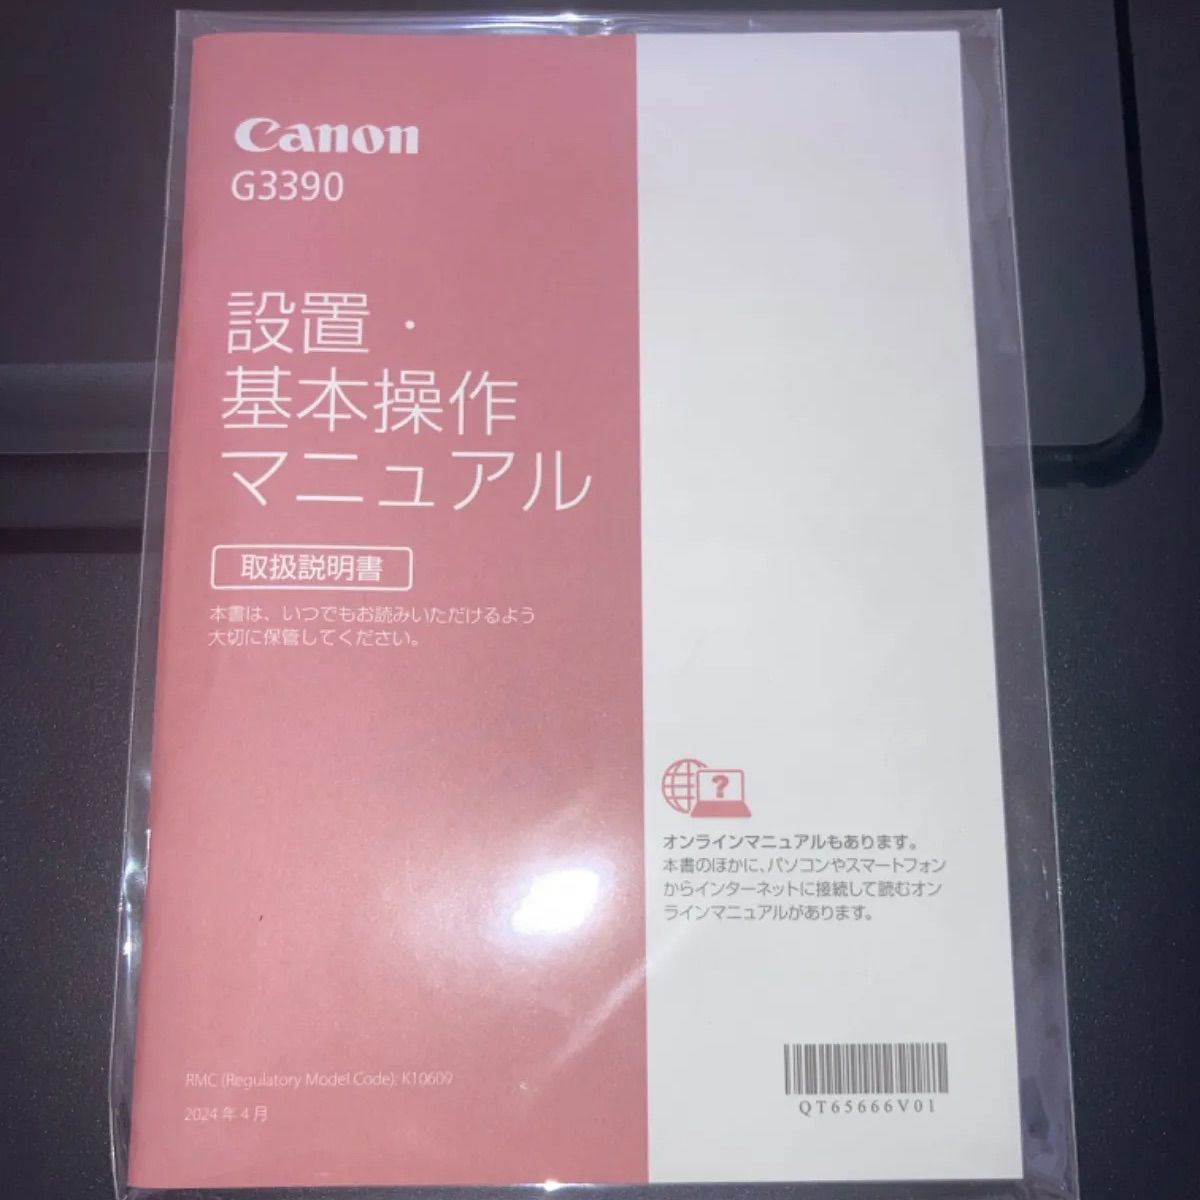 Canon
G3390
設置・
基本操作
マニュアル
取扱説明書
本書は、いつでもお読みいただけるよう
大切に保管してください。
?
オンラインマニュアルもあります。
本書のほかに、パソコンやスマートフォン
からインターネットに接続して読むオン
ラインマニュアルがあります。
RMC (Regulatory Model Code): K10609
2024年4月
QT65666V01